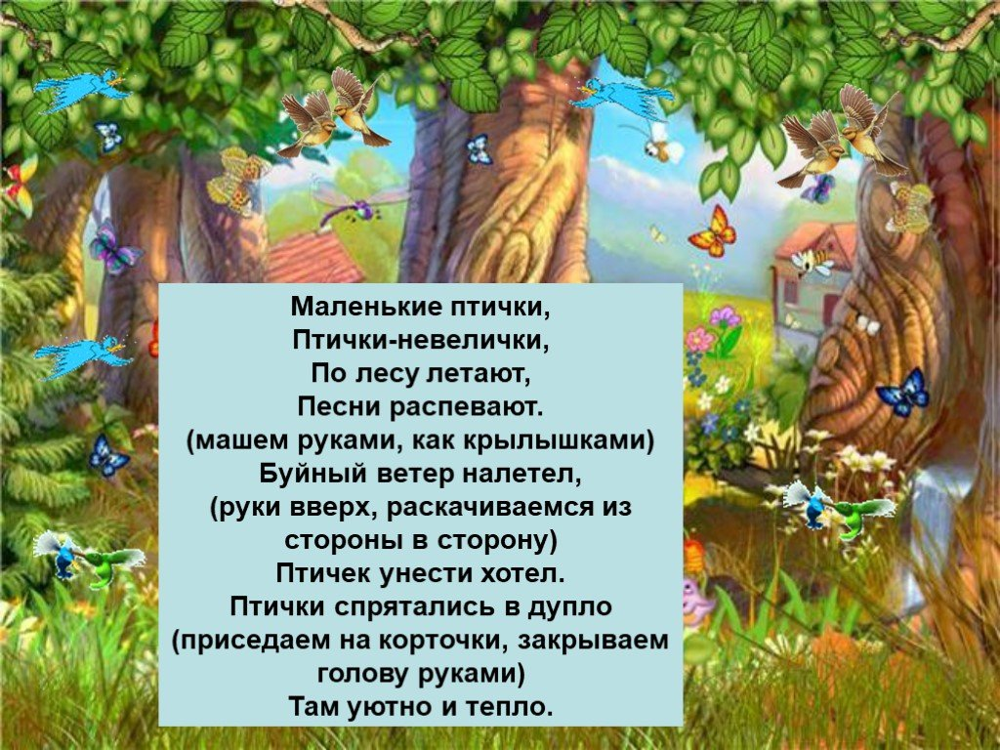 Маленькие птички,
Птички-невелички,
По лесу летают,
Песни распевают.
(машем руками, как крылышками)
Буйный ветер налетел,
(руки вверх, раскачиваемся из
стороны в сторону)
Птичек унести хотел.
Птички спрятались в дупло
(приседаем на корточки, закрываем
голову руками)
Там уютно и тепло.